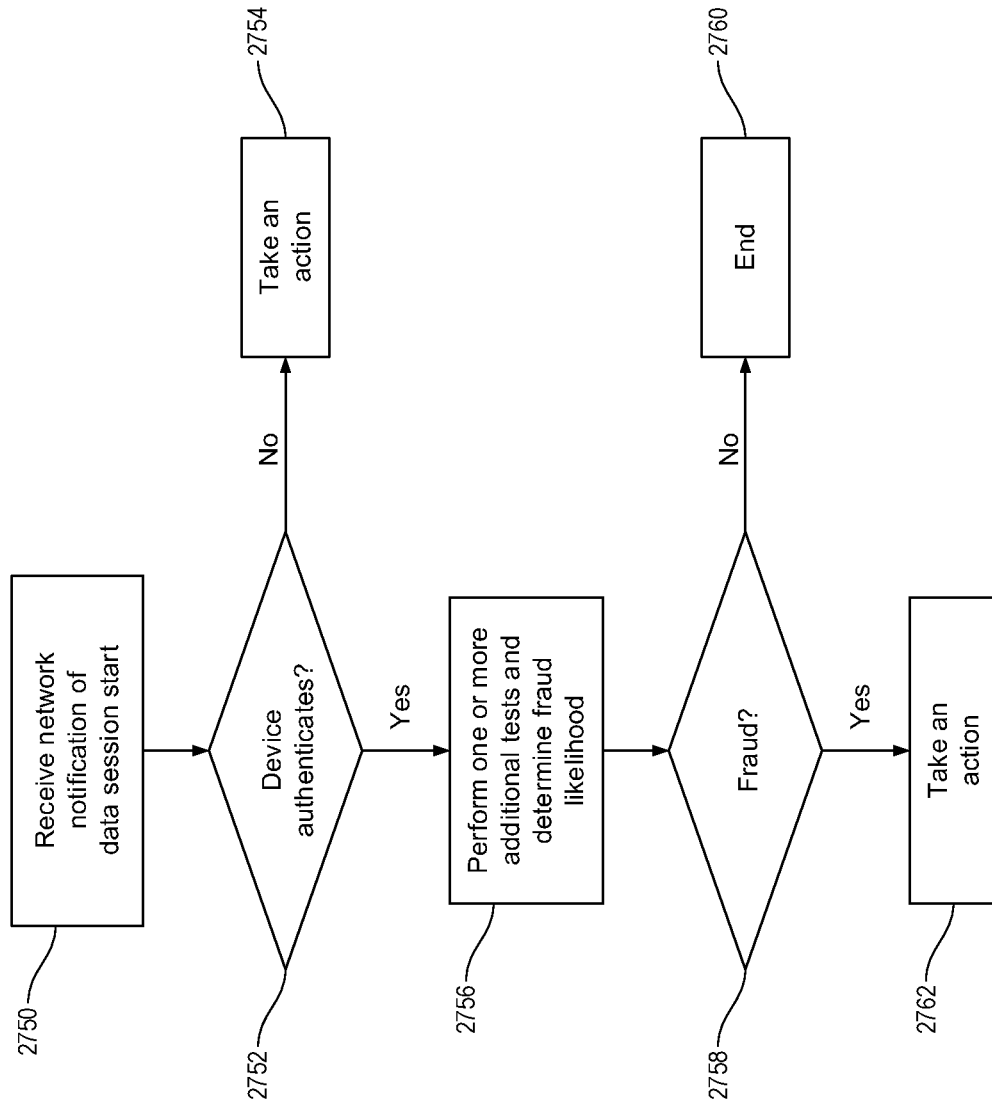 2750
Receive network
notification of
data session start
2752
Device
authenticates?
No
Take an
action
2754
Yes
2756
Perform one or more
additional tests and
determine fraud
likelihood
2758
Fraud?
No
End
2760
Yes
2762
Take an
action